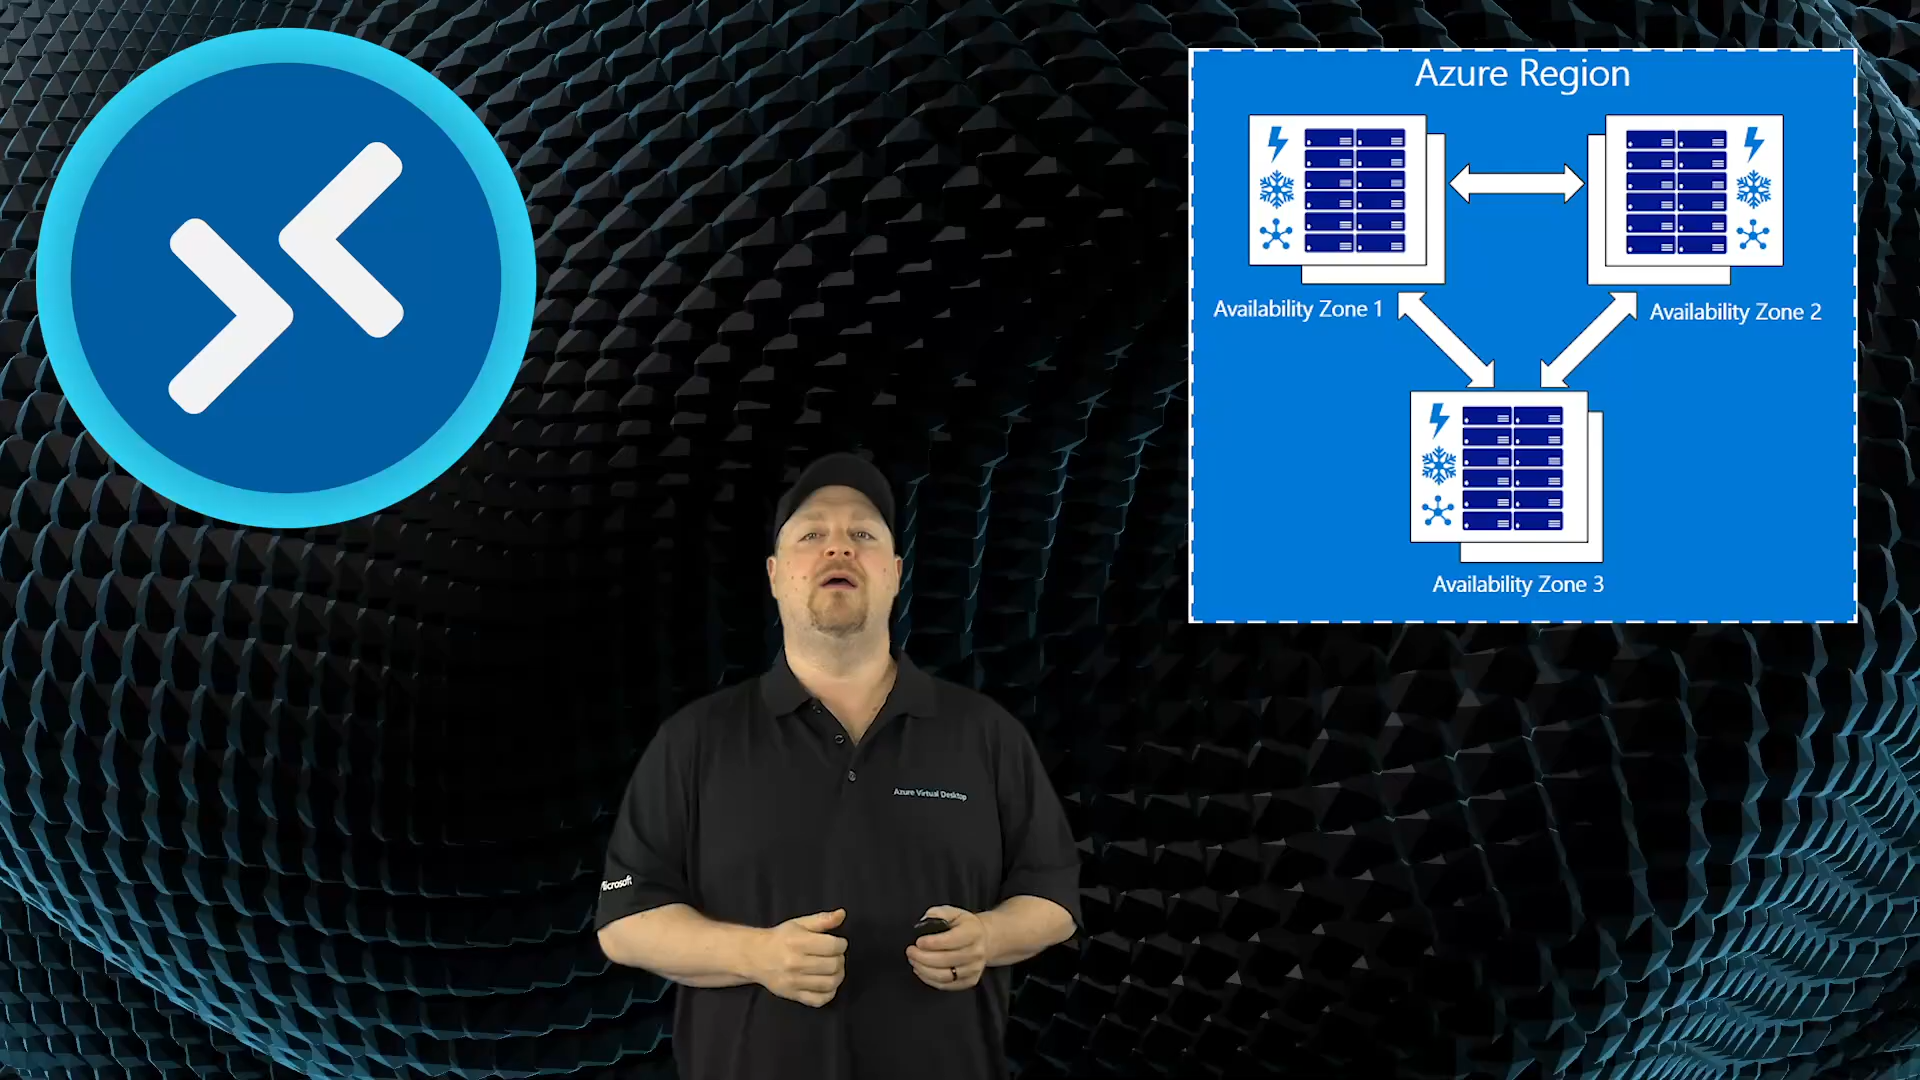 Azure Region
Availability Zone 1
Availability Zone 2
Availability Zone 3
Azure Virtual Desktop
Microsoft